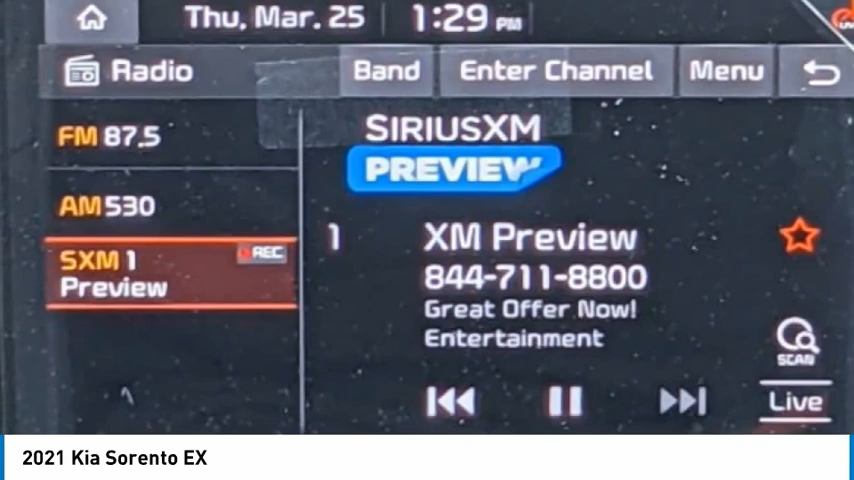 Thu, Mar. 25 1:29 PM
Radio Band Enter Channel Menu
FM 87.5
AM 530
SXM 1 REC
Preview
SIRIUSXM
PREVIEW
1 XM Preview
844-711-8800
Great Offer Now!
Entertainment
SCAN
Live
2021 Kia Sorento EX